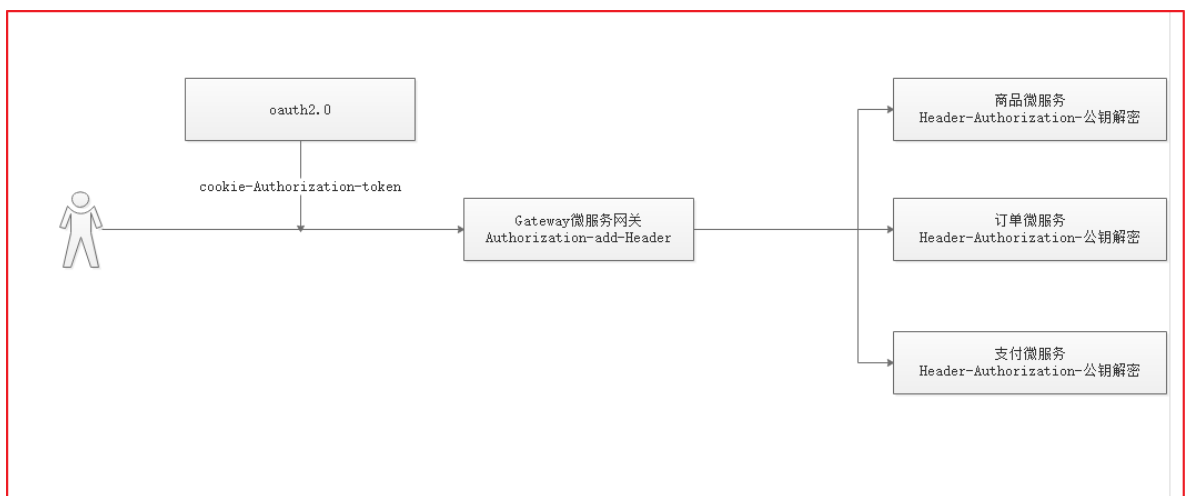 oauth2.0
cookie-Authorization-token
Gateway微服务网关
Authorization-add-Header
商品微服务
Header-Authorization-公钥解密
订单微服务
Header-Authorization-公钥解密
支付微服务
Header-Authorization-公钥解密